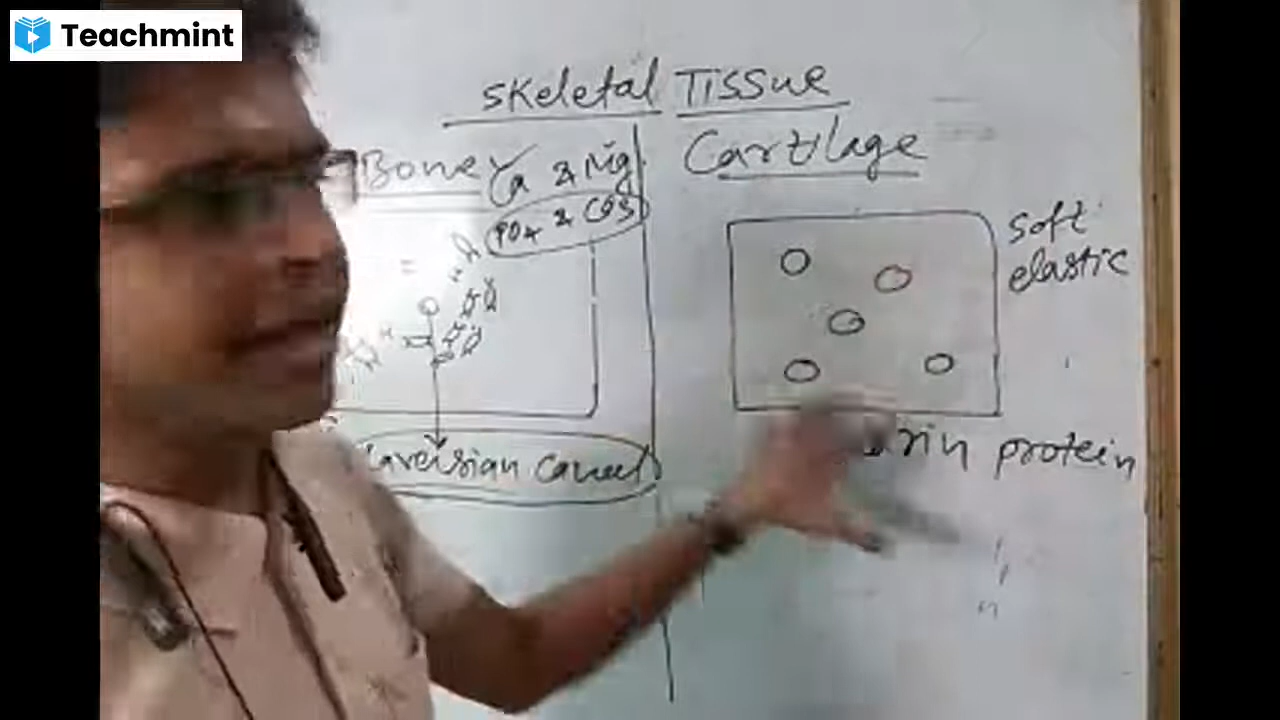 Teachmint
Skeletal Tissue
Bone
Ca & Mg
PO4 & CO3
Cartilage
soft
elastic
protein